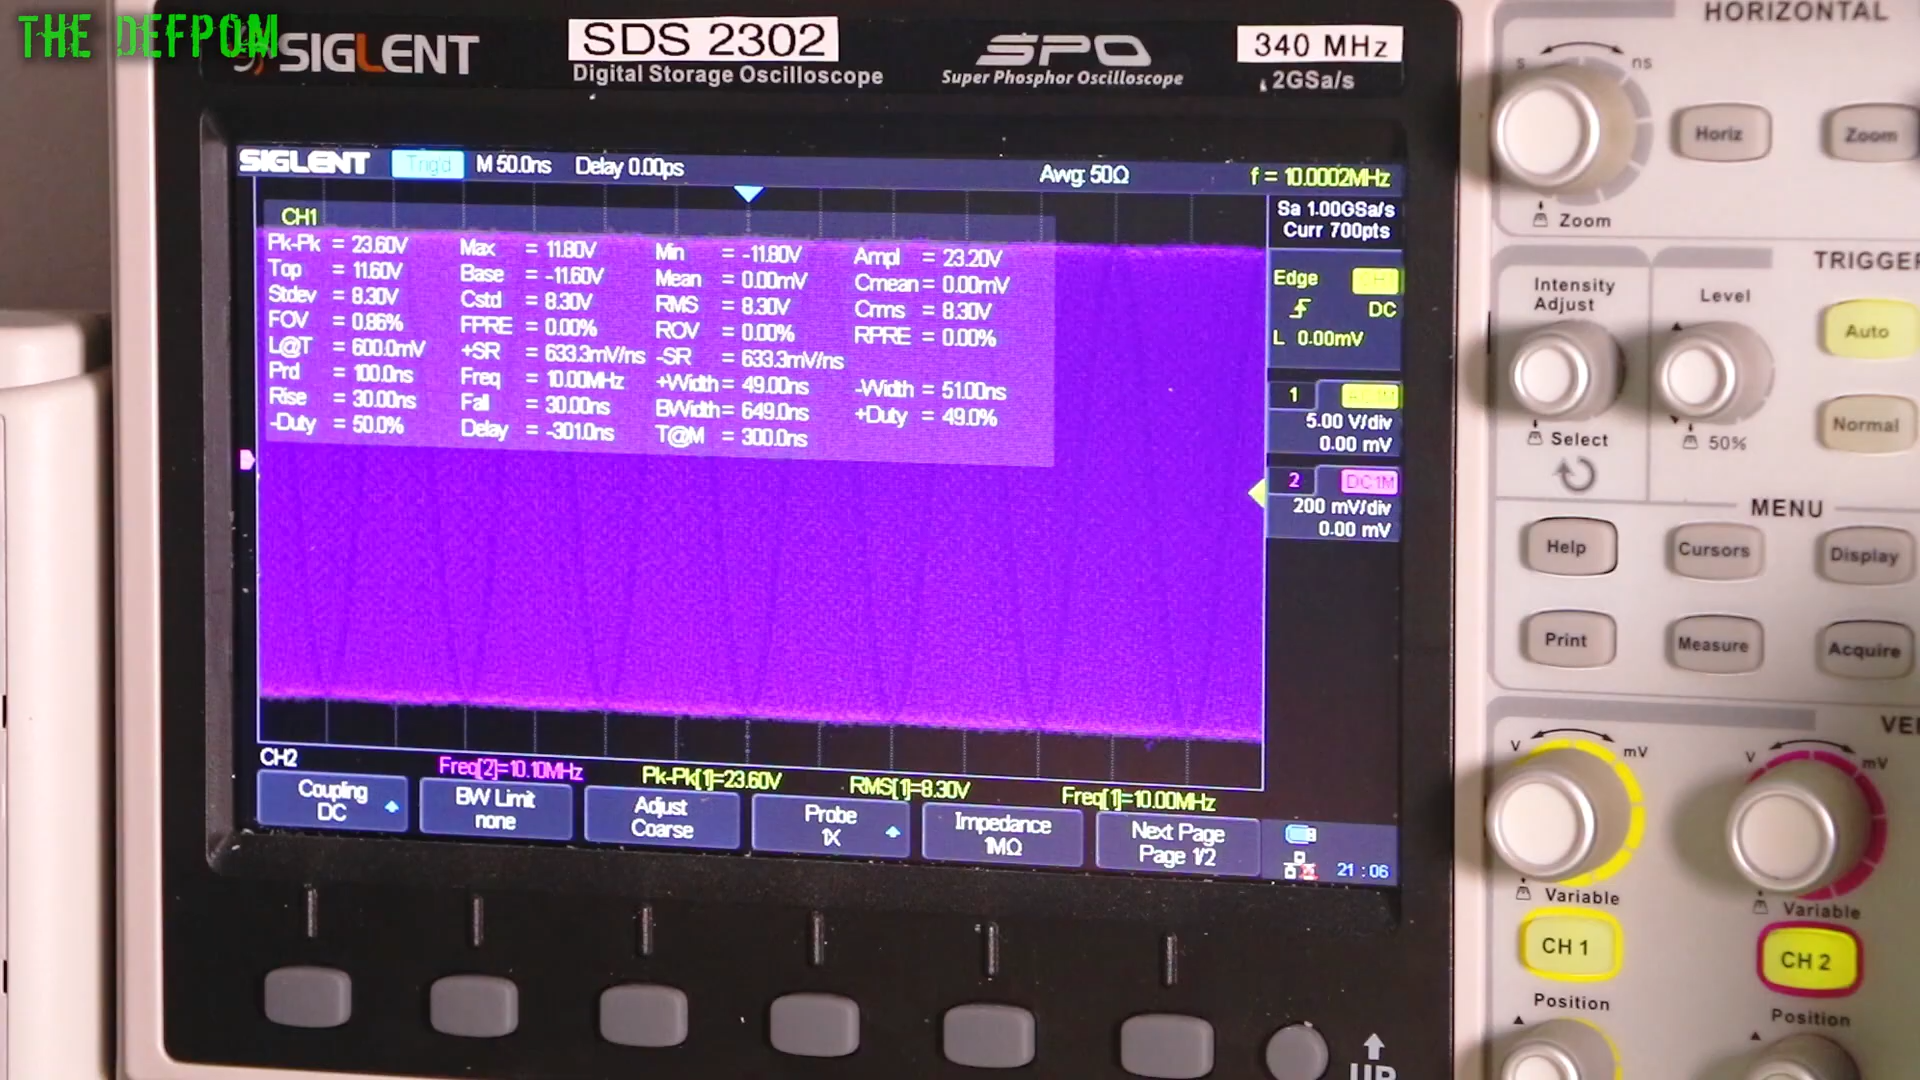 THE DEFPOM
SIGLENT
SDS 2302
Digital Storage Oscilloscope
SPO
Super Phosphor Oscilloscope
340 MHz
2GSa/s
SIGLENT Trig'd M 50.0ns Delay 0.00ps Awg: 50Ω f = 10.0002MHz
Sa 1.00GSa/s
Curr 700pts
Edge CH1
DC
L 0.00mV
1
5.00 V/div
0.00 mV
2 DC1M
200 mV/div
0.00 mV
CH1
Pk-Pk = 23.60V Max = 11.80V Min = -11.80V Ampl = 23.20V
Top = 11.60V Base = -11.60V Mean = 0.00mV Cmean = 0.00mV
Stdev = 8.30V Cstd = 8.30V RMS = 8.30V Crms = 8.30V
FOV = 0.86% FPRE = 0.00% ROV = 0.00% RPRE = 0.00%
L@T = 600.0mV +SR = 633.3mV/ns -SR = 633.3mV/ns
Prd = 100.0ns Freq = 10.00MHz +Width = 49.00ns -Width = 51.00ns
Rise = 30.00ns Fall = 30.00ns BWidth = 649.0ns +Duty = 49.0%
-Duty = 50.0% Delay = -301.0ns T@M = 300.0ns
CH2 Freq[2]=10.10MHz Pk-Pk[1]=23.60V RMS[1]=8.30V Freq[1]=10.00MHz
Coupling
DC
BW Limit
none
Adjust
Coarse
Probe
1X
Impedance
1MΩ
Next Page
Page 1/2
21 : 06
HORIZONTAL
s ns
Horiz
Zoom
Zoom
TRIGGER
Intensity
Adjust
Level
Auto
Select
50%
Normal
MENU
Help
Cursors
Display
Print
Measure
Acquire
V mV
V mV
Variable
Variable
CH 1
CH 2
Position
Position
UP